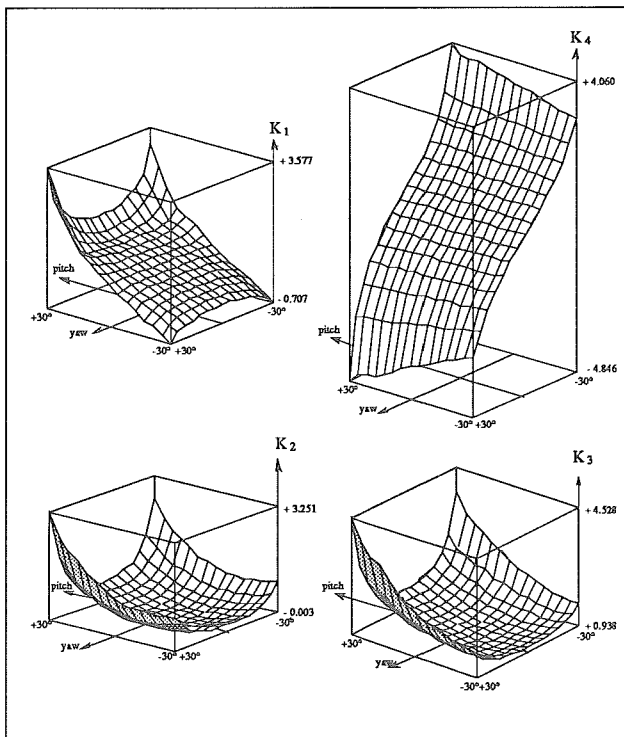 K1
+ 3.577
pitch
- 0.707
+30°
-30°
yaw
-30° +30°
K4
+ 4.060
pitch
- 4.846
+30°
-30°
yaw
-30° +30°
K2
+ 3.251
pitch
- 0.003
+30°
-30°
yaw
-30° +30°
K3
+ 4.528
pitch
+ 0.938
+30°
-30°
yaw
-30° +30°